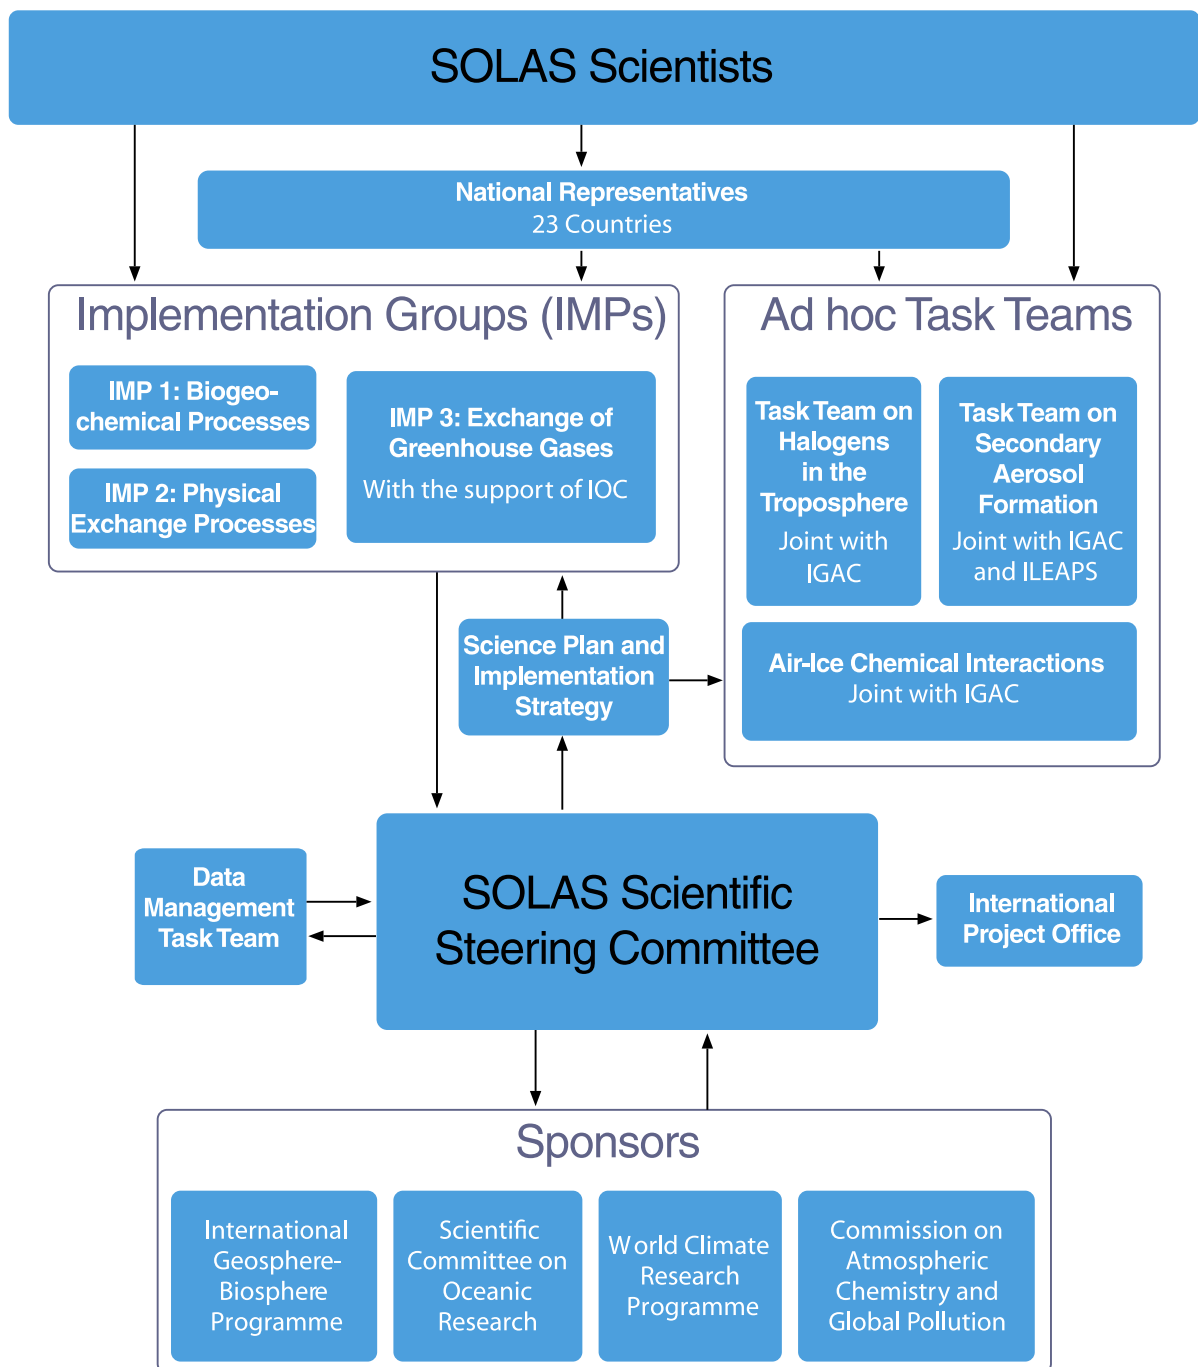 SOLAS Scientists
National Representatives
23 Countries
Implementation Groups (IMPs)
IMP 1: Biogeo-
chemical Processes
IMP 2: Physical
Exchange Processes
IMP 3: Exchange of
Greenhouse Gases
With the support of IOC
Ad hoc Task Teams
Task Team on
Halogens
in the
Troposphere
Joint with
IGAC
Task Team on
Secondary
Aerosol
Formation
Joint with IGAC
and ILEAPS
Air-Ice Chemical Interactions
Joint with IGAC
Science Plan and
Implementation
Strategy
Data
Management
Task Team
SOLAS Scientific
Steering Committee
International
Project Office
Sponsors
International
Geosphere-
Biosphere
Programme
Scientific
Committee on
Oceanic
Research
World Climate
Research
Programme
Commission on
Atmospheric
Chemistry and
Global Pollution